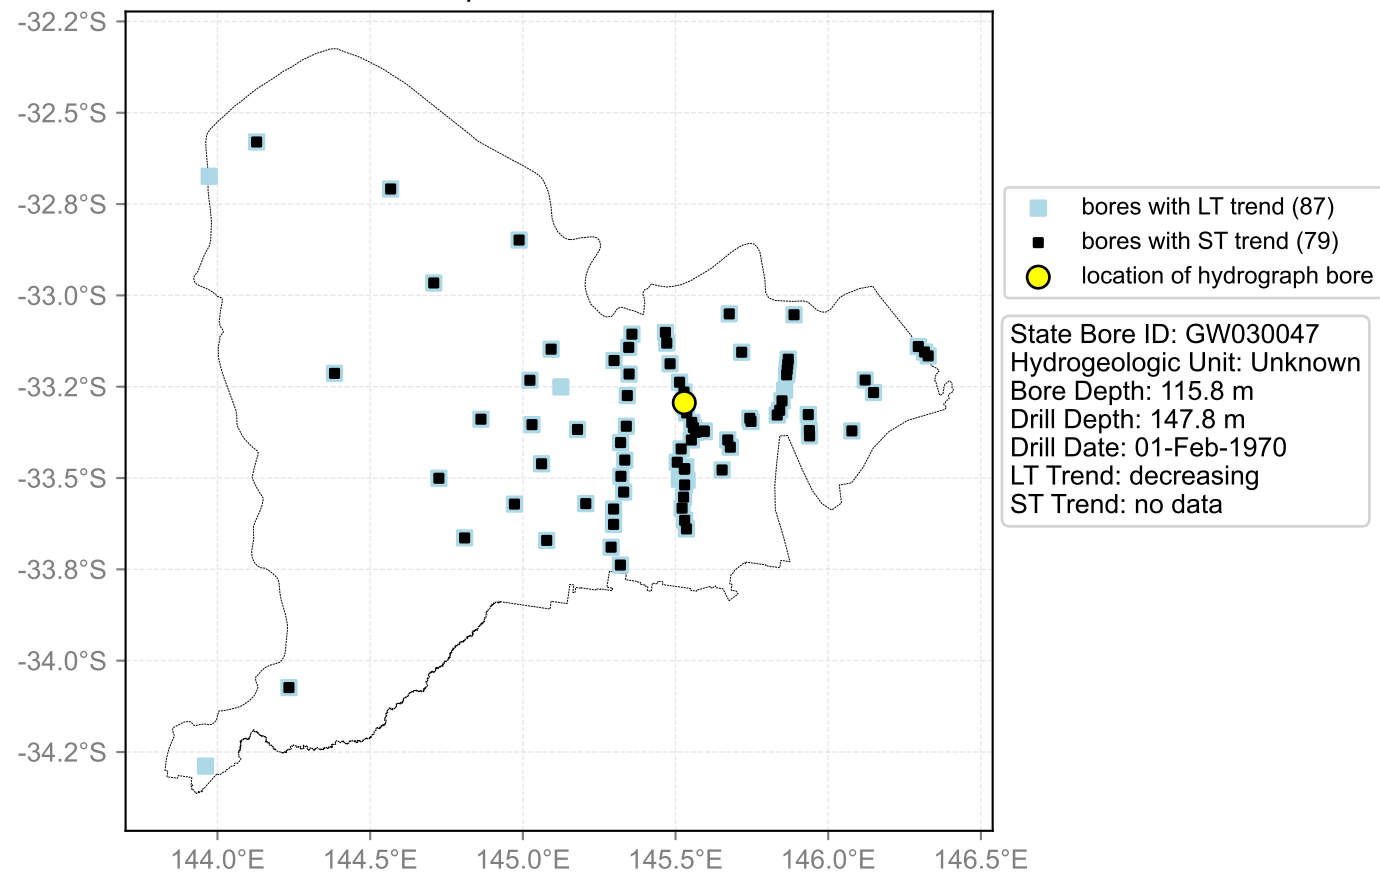 -32.2°S
-32.5°S
-32.8°S
-33.0°S
-33.2°S
-33.5°S
-33.8°S
-34.0°S
-34.2°S
144.0°E
144.5°E
145.0°E
145.5°E
146.0°E
146.5°E
bores with LT trend (87)
bores with ST trend (79)
location of hydrograph bore
State Bore ID: GW030047
Hydrogeologic Unit: Unknown
Bore Depth: 115.8 m
Drill Depth: 147.8 m
Drill Date: 01-Feb-1970
LT Trend: decreasing
ST Trend: no data